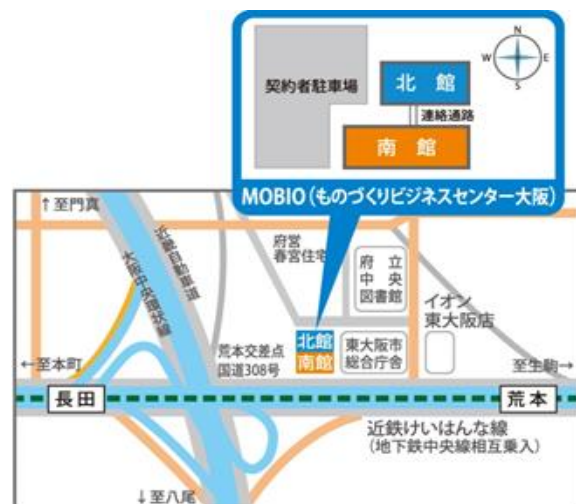 契約者駐車場
北 館
W N E S
連絡通路
南 館
MOBIO(ものづくりビジネスセンター大阪)
↑至門真
近畿自動車道
大阪中央環状線
府営
春宮住宅
府立
中央
図書館
イオン
東大阪店
荒本交差点
国道308号
北館
南館
東大阪市
総合庁舎
←至本町
至生駒→
長田
荒本
近鉄けいはんな線
(地下鉄中央線相互乗入)
↓至八尾